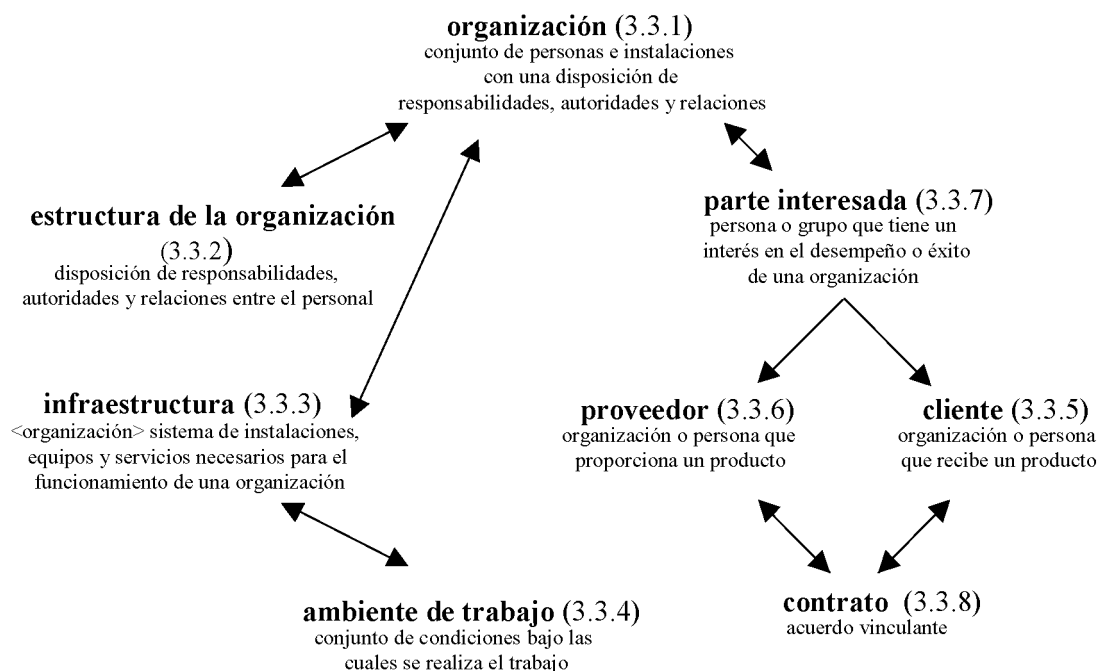 organización (3.3.1)
conjunto de personas e instalaciones
con una disposición de
responsabilidades, autoridades y relaciones
estructura de la organización
(3.3.2)
disposición de responsabilidades,
autoridades y relaciones entre el personal
parte interesada (3.3.7)
persona o grupo que tiene un
interés en el desempeño o éxito
de una organización
infraestructura (3.3.3)
<organización> sistema de instalaciones,
equipos y servicios necesarios para el
funcionamiento de una organización
proveedor (3.3.6)
organización o persona que
proporciona un producto
cliente (3.3.5)
organización o persona
que recibe un producto
ambiente de trabajo (3.3.4)
conjunto de condiciones bajo las
cuales se realiza el trabajo
contrato (3.3.8)
acuerdo vinculante